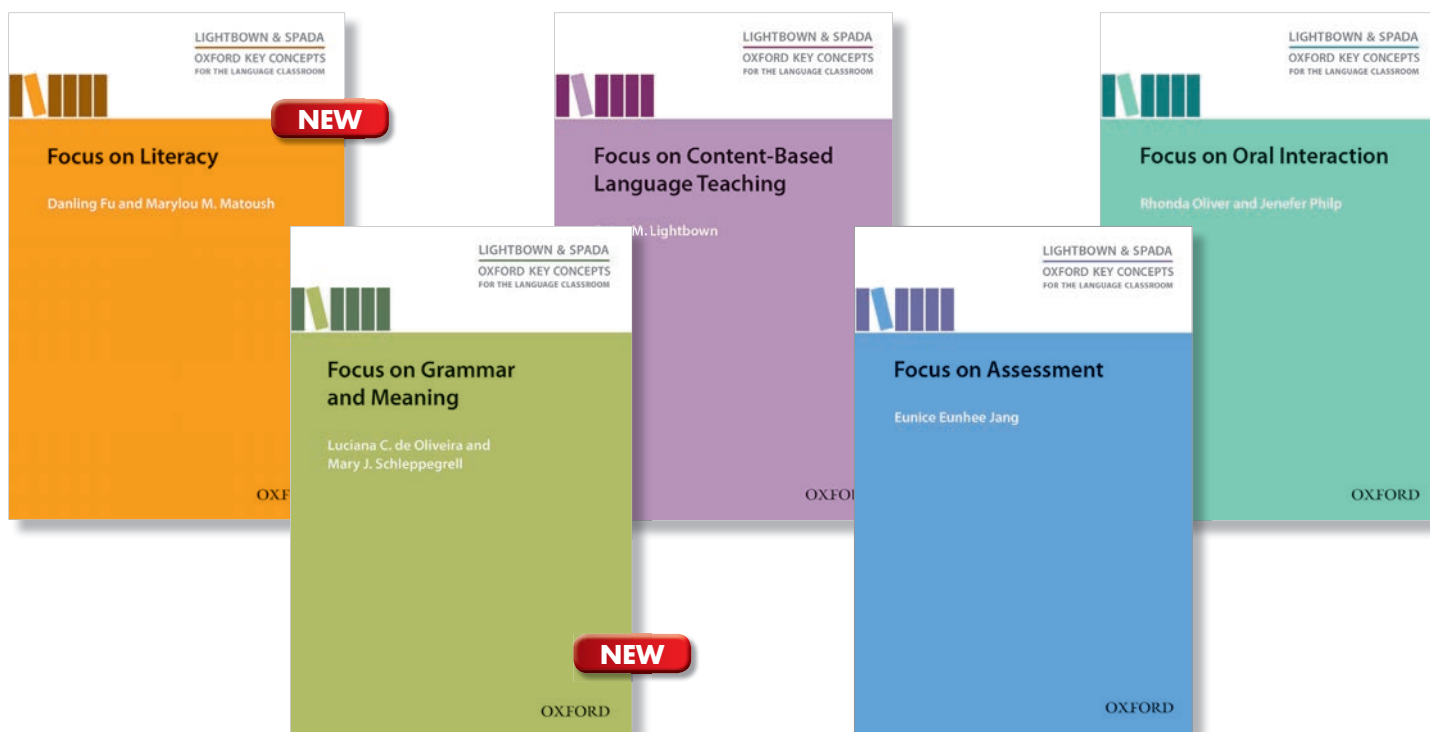 LIGHTBOWN & SPADA
OXFORD KEY CONCEPTS
FOR THE LANGUAGE CLASSROOM
NEW
Focus on Literacy
Danling Fu and Marylou M. Matoush
OXF
LIGHTBOWN & SPADA
OXFORD KEY CONCEPTS
FOR THE LANGUAGE CLASSROOM
Focus on Content-Based
Language Teaching
M. Lightbown
OXFO
LIGHTBOWN & SPADA
OXFORD KEY CONCEPTS
FOR THE LANGUAGE CLASSROOM
Focus on Oral Interaction
Rhonda Oliver and Jenefer Philp
OXFORD
LIGHTBOWN & SPADA
OXFORD KEY CONCEPTS
FOR THE LANGUAGE CLASSROOM
Focus on Grammar
and Meaning
Luciana C. de Oliveira and
Mary J. Schleppegrell
NEW
OXFORD
LIGHTBOWN & SPADA
OXFORD KEY CONCEPTS
FOR THE LANGUAGE CLASSROOM
Focus on Assessment
Eunice Eunhee Jang
OXFORD